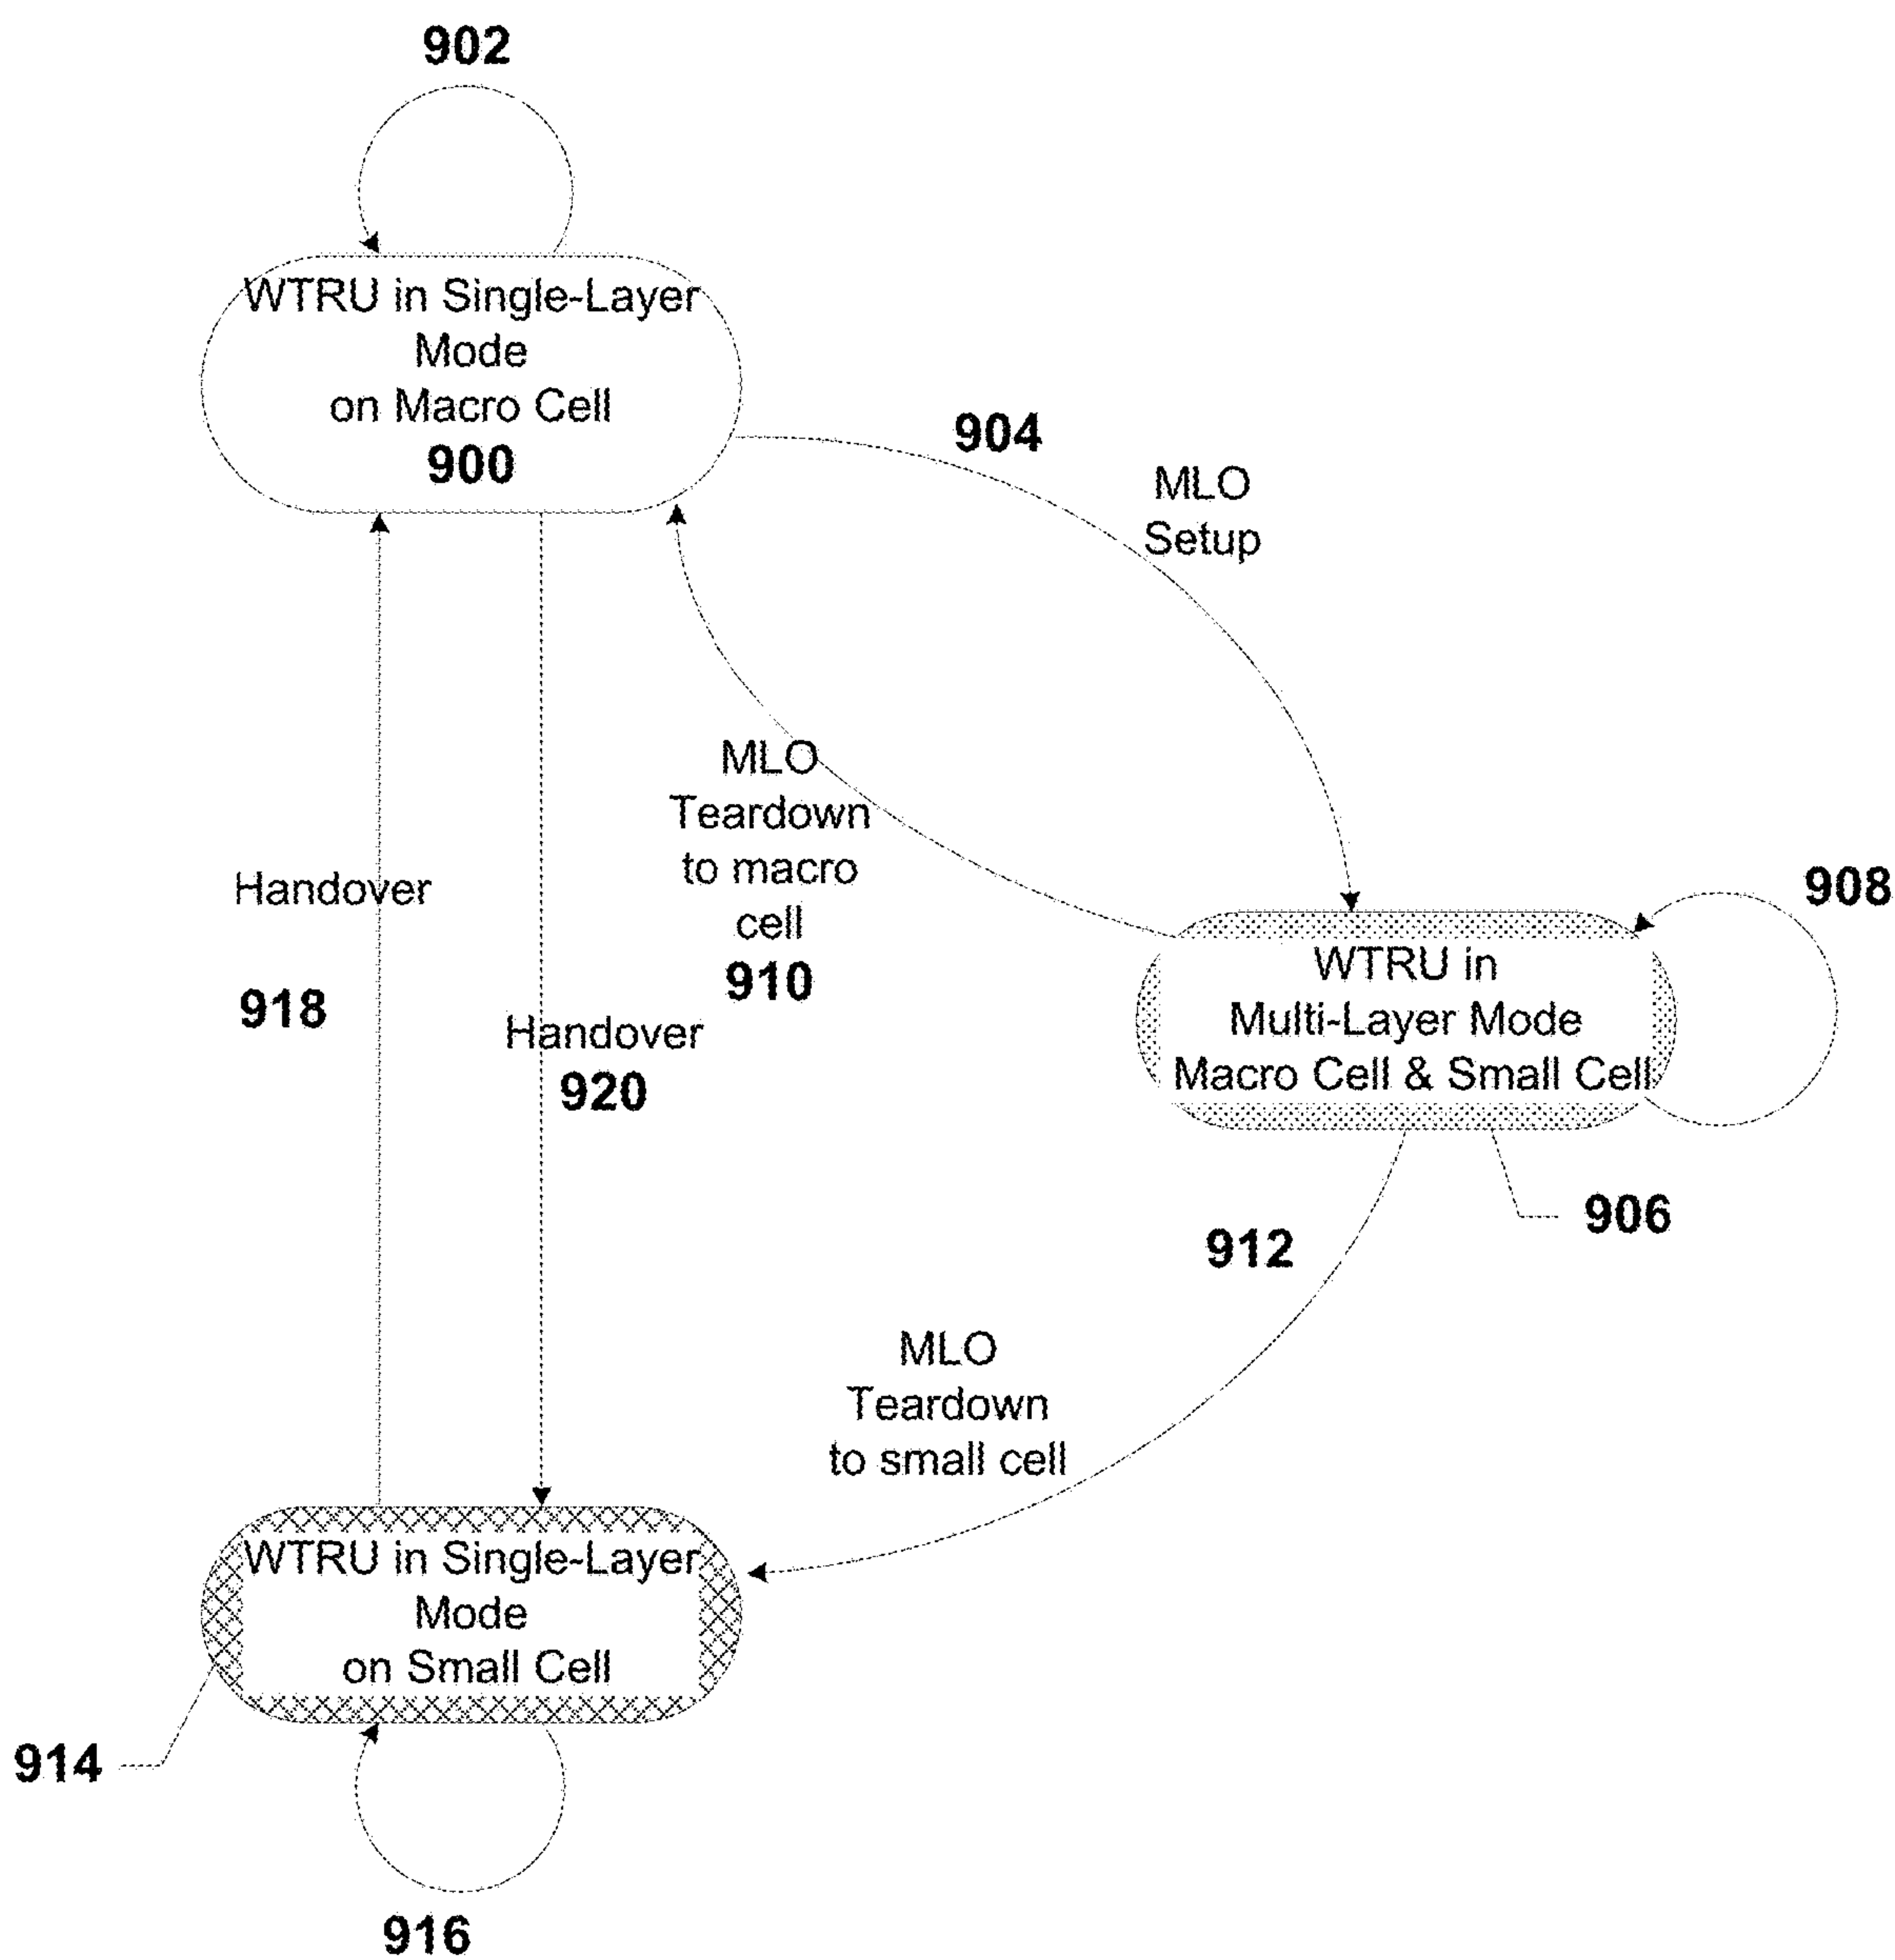 902
WTRU in Single-Layer
Mode
on Macro Cell
900
904
MLO
Setup
MLO
Teardown
to macro
cell
910
Handover
918
Handover
920
908
WTRU in
Multi-Layer Mode
Macro Cell & Small Cell
906
912
MLO
Teardown
to small cell
WTRU in Single-Layer
Mode
on Small Cell
914
916